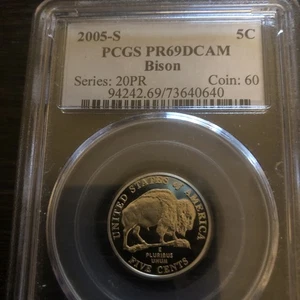 2005-S 5C
PCGS PR69DCAM
Bison
Series: 20PR Coin: 60
94242.69/73640640
UNITED STATES of AMERICA
E
PLURIBUS
UNUM
FIVE CENTS